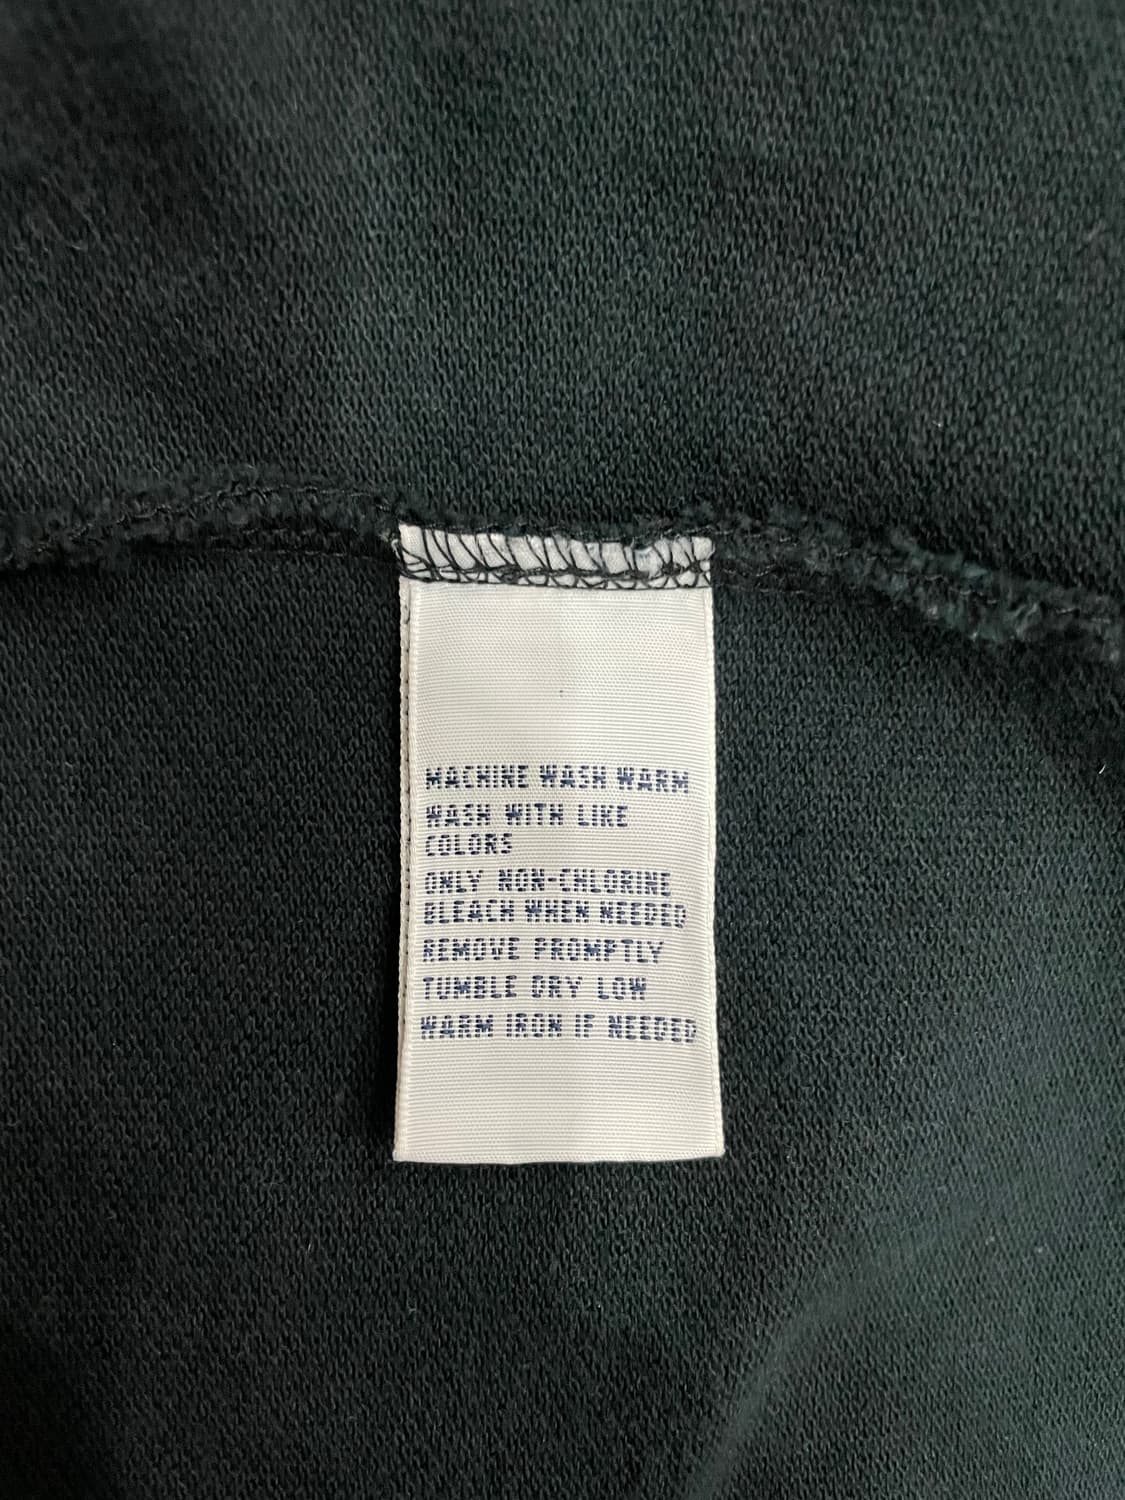 MACHINE WASH WARM
WASH WITH LIKE
COLORS
ONLY NON-CHLORINE
BLEACH WHEN NEEDED
REMOVE PROMPTLY
TUMBLE DRY LOW
WARM IRON IF NEEDED